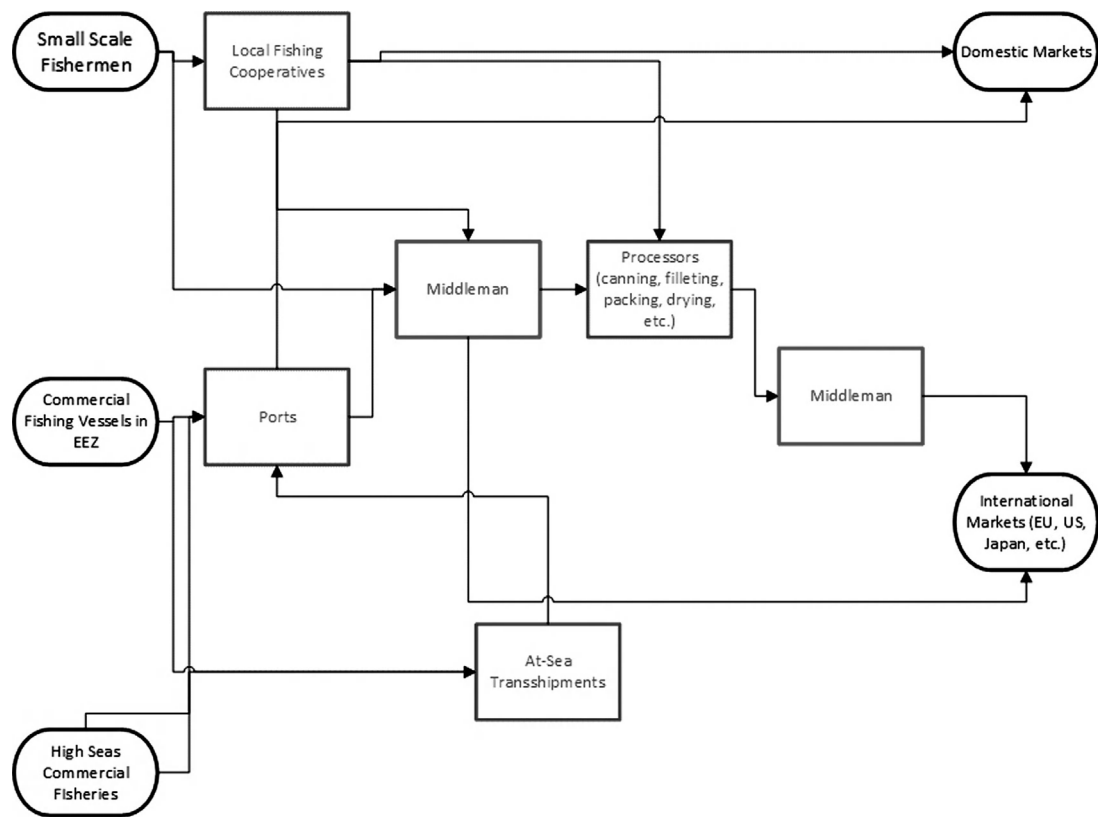 Small Scale
Fishermen
Local Fishing
Cooperatives
Domestic Markets
Middleman
Processors
(canning, filleting,
packing, drying,
etc.)
Middleman
Commercial
Fishing Vessels in
EEZ
Ports
International
Markets (EU, US,
Japan, etc.)
At-Sea
Transshipments
High Seas
Commercial
FIsheries